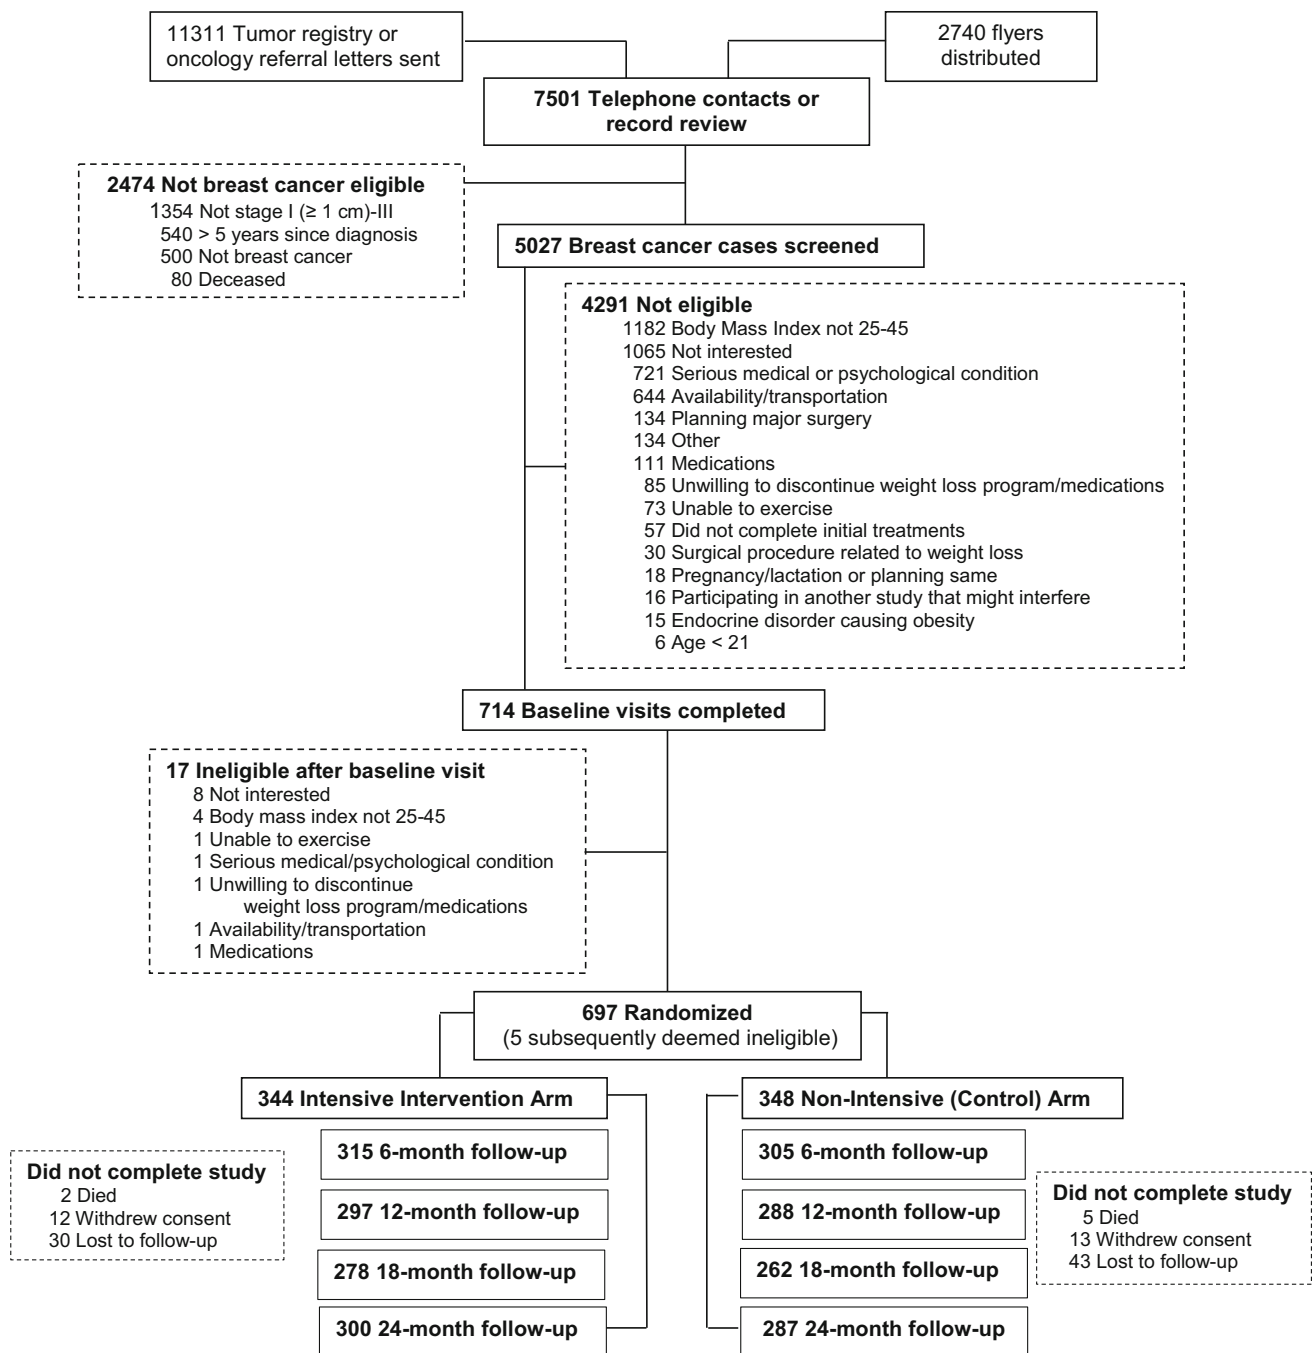 11311 Tumor registry or
oncology referral letters sent
2740 flyers
distributed
7501 Telephone contacts or
record review
2474 Not breast cancer eligible
1354 Not stage I (≥ 1 cm)-III
540 > 5 years since diagnosis
500 Not breast cancer
80 Deceased
5027 Breast cancer cases screened
4291 Not eligible
1182 Body Mass Index not 25-45
1065 Not interested
721 Serious medical or psychological condition
644 Availability/transportation
134 Planning major surgery
134 Other
111 Medications
85 Unwilling to discontinue weight loss program/medications
73 Unable to exercise
57 Did not complete initial treatments
30 Surgical procedure related to weight loss
18 Pregnancy/lactation or planning same
16 Participating in another study that might interfere
15 Endocrine disorder causing obesity
6 Age < 21
714 Baseline visits completed
17 Ineligible after baseline visit
8 Not interested
4 Body mass index not 25-45
1 Unable to exercise
1 Serious medical/psychological condition
1 Unwilling to discontinue
weight loss program/medications
1 Availability/transportation
1 Medications
697 Randomized
(5 subsequently deemed ineligible)
344 Intensive Intervention Arm
315 6-month follow-up
297 12-month follow-up
278 18-month follow-up
300 24-month follow-up
Did not complete study
2 Died
12 Withdrew consent
30 Lost to follow-up
348 Non-Intensive (Control) Arm
305 6-month follow-up
288 12-month follow-up
262 18-month follow-up
287 24-month follow-up
Did not complete study
5 Died
13 Withdrew consent
43 Lost to follow-up